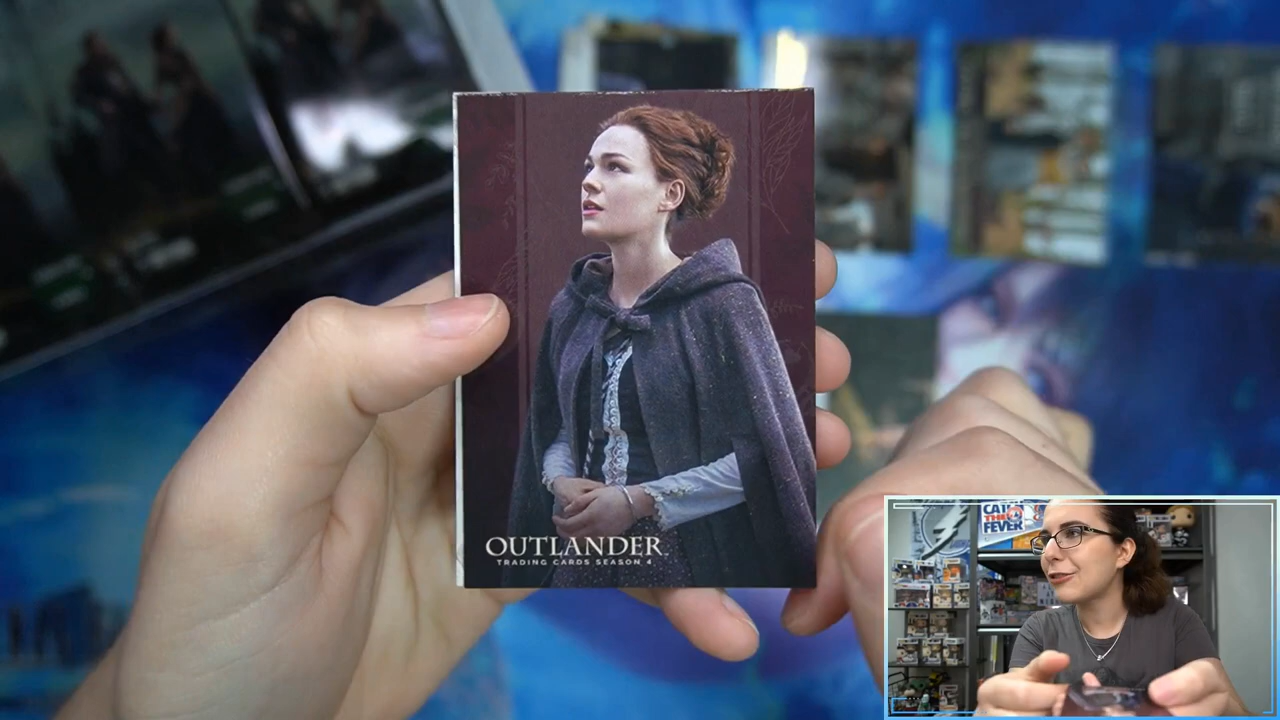 OUTLANDER
TRADING CARDS SEASON 4
CATCH
THE
FEVER